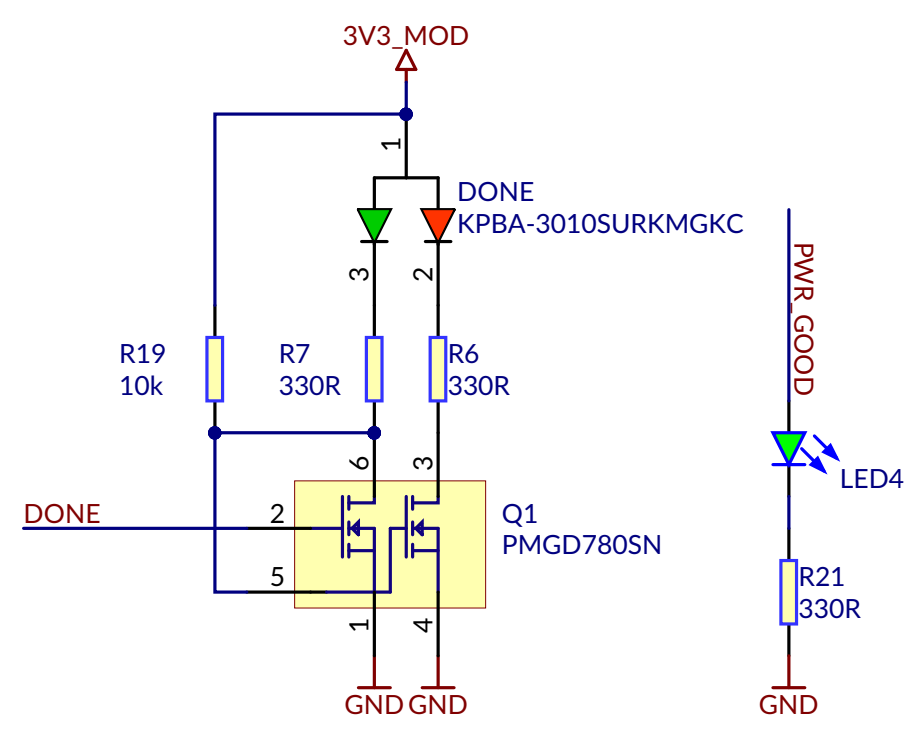 3V3_MOD
1
DONE
KPBA-3010SURKMGKC
3
2
R19
10k
R7
330R
R6
330R
6
3
DONE
2
5
Q1
PMGD780SN
1
4
GND
GND
PWR_GOOD
LED4
R21
330R
GND